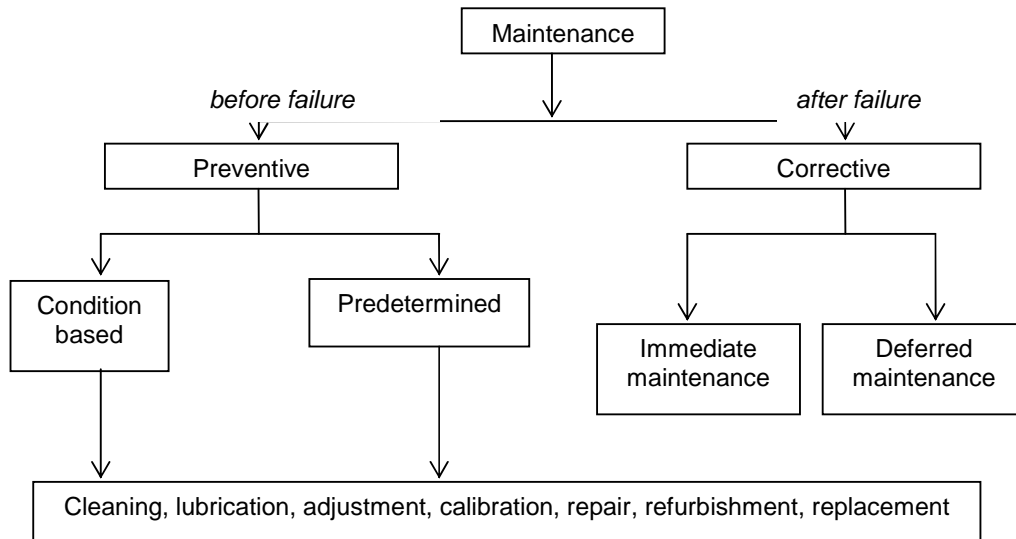 Maintenance
before failure
after failure
Preventive
Corrective
Condition
based
Predetermined
Immediate
maintenance
Deferred
maintenance
Cleaning, lubrication, adjustment, calibration, repair, refurbishment, replacement